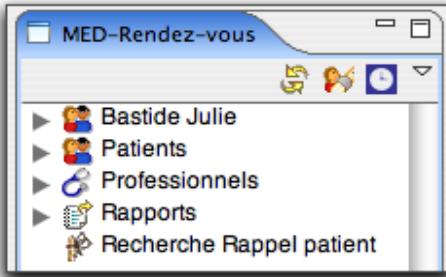 MED-Rendez-vous
Bastide Julie
Patients
Professionnels
Rapports
Recherche Rappel patient